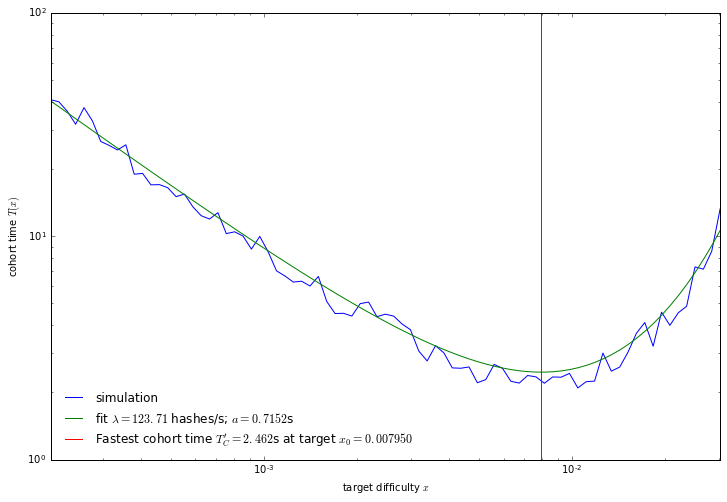 10²
10¹
10⁰
cohort time T(x)
simulation
fit λ = 123.71 hashes/s; a = 0.7152s
Fastest cohort time T′_C = 2.462s at target x₀ = 0.007950
10⁻³ 10⁻²
target difficulty x